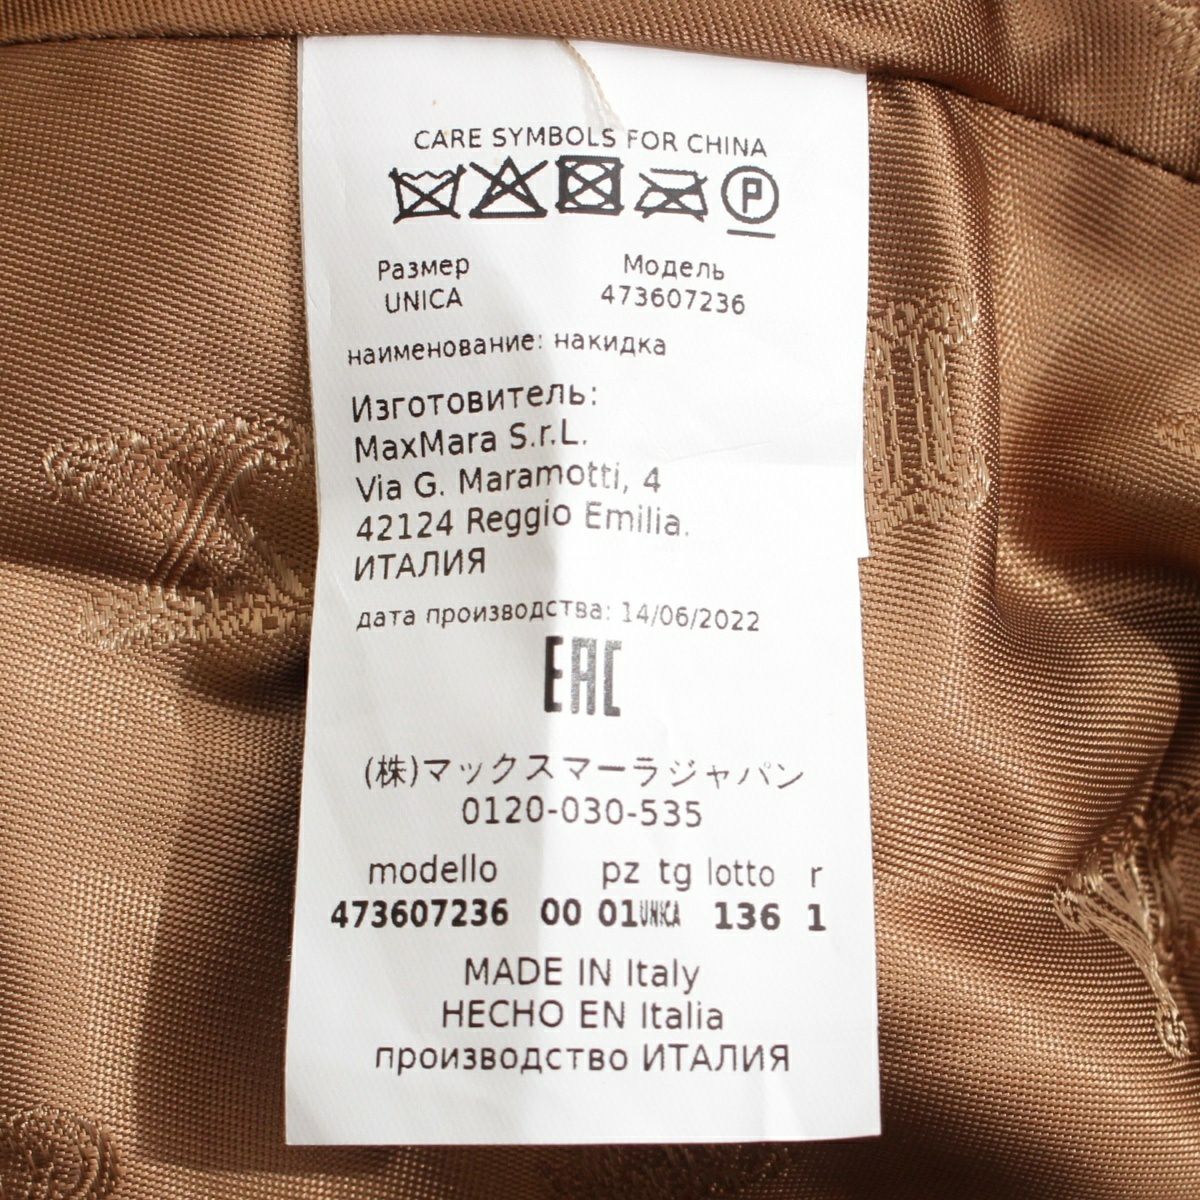 CARE SYMBOLS FOR CHINA
P
Размер Модель
UNICA 473607236
наименование: накидка
Изготовитель:
MaxMara S.r.L.
Via G. Maramotti, 4
42124 Reggio Emilia.
ИТАЛИЯ
дата производства: 14/06/2022
EAC
(株)マックスマーラジャパン
0120-030-535
modello pz tg lotto r
473607236 00 01 UNICA 136 1
MADE IN Italy
HECHO EN Italia
производство ИТАЛИЯ